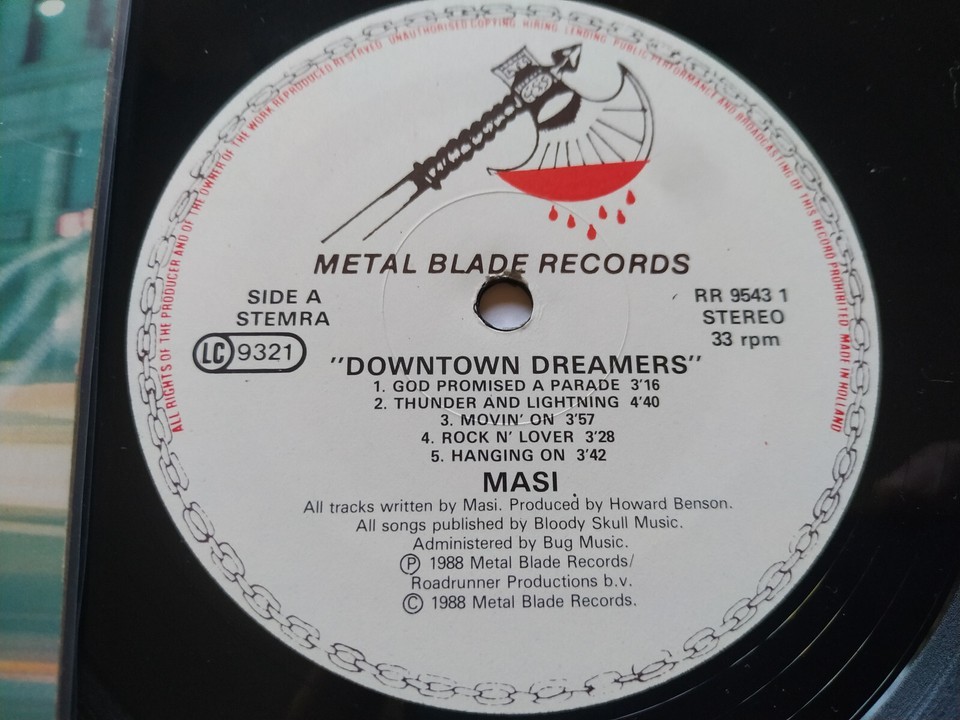 ALL RIGHTS OF THE PRODUCER AND OF THE OWNER OF THE WORK REPRODUCED RESERVED UNAUTHORISED COPYING HIRING LENDING PUBLIC PERFORMANCE AND BROADCASTING OF THIS RECORD PROHIBITED MADE IN HOLLAND
METAL BLADE RECORDS
SIDE A
STEMRA
LC 9321
RR 9543 1
STEREO
33 rpm
"DOWNTOWN DREAMERS"
1. GOD PROMISED A PARADE 3'16
2. THUNDER AND LIGHTNING 4'40
3. MOVIN' ON 3'57
4. ROCK N' LOVER 3'28
5. HANGING ON 3'42
MASI
All tracks written by Masi. Produced by Howard Benson.
All songs published by Bloody Skull Music.
Administered by Bug Music.
Ⓟ 1988 Metal Blade Records/
Roadrunner Productions b.v.
© 1988 Metal Blade Records.